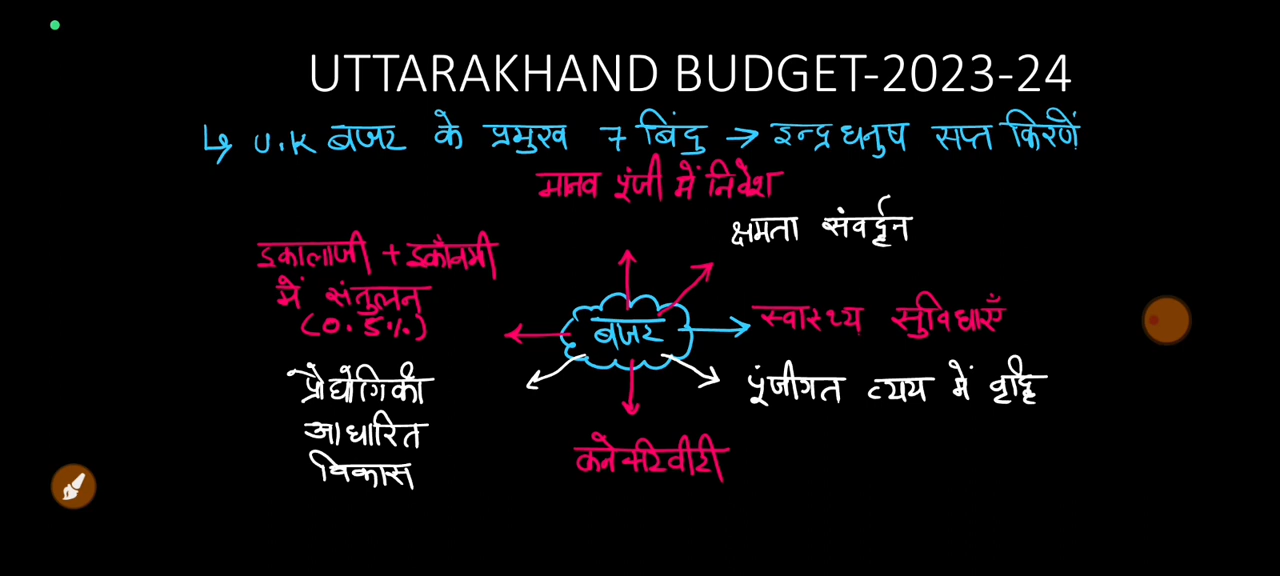 UTTARAKHAND BUDGET-2023-24
↳ U.K बजट के प्रमुख 7 बिंदु → इन्द्रधनुष सप्त किरणें
मानव पूंजी में निवेश
क्षमता संवर्द्दन
इकालाजी + इकौनमी
में संतुलन
(0.5%)
बजट
स्वास्थ्य सुविधाएँ
पूंजीगत व्यय में वृद्धि
प्रौद्योगिकी
आधारित
विकास
कनेक्टिवीटी